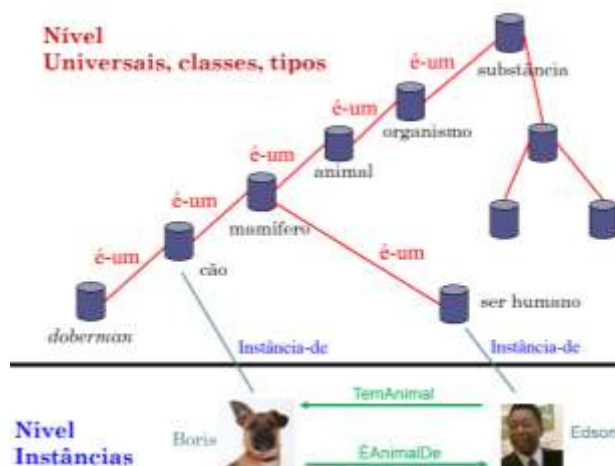 Nível
Universais, classes, tipos
substância
é-um
organismo
é-um
animal
é-um
mamífero
é-um
é-um
cão
é-um
ser humano
doberman
Instância-de
Instância-de
TemAnimal
Nível
Instâncias
Boris
Edson
ÉAnimalDe